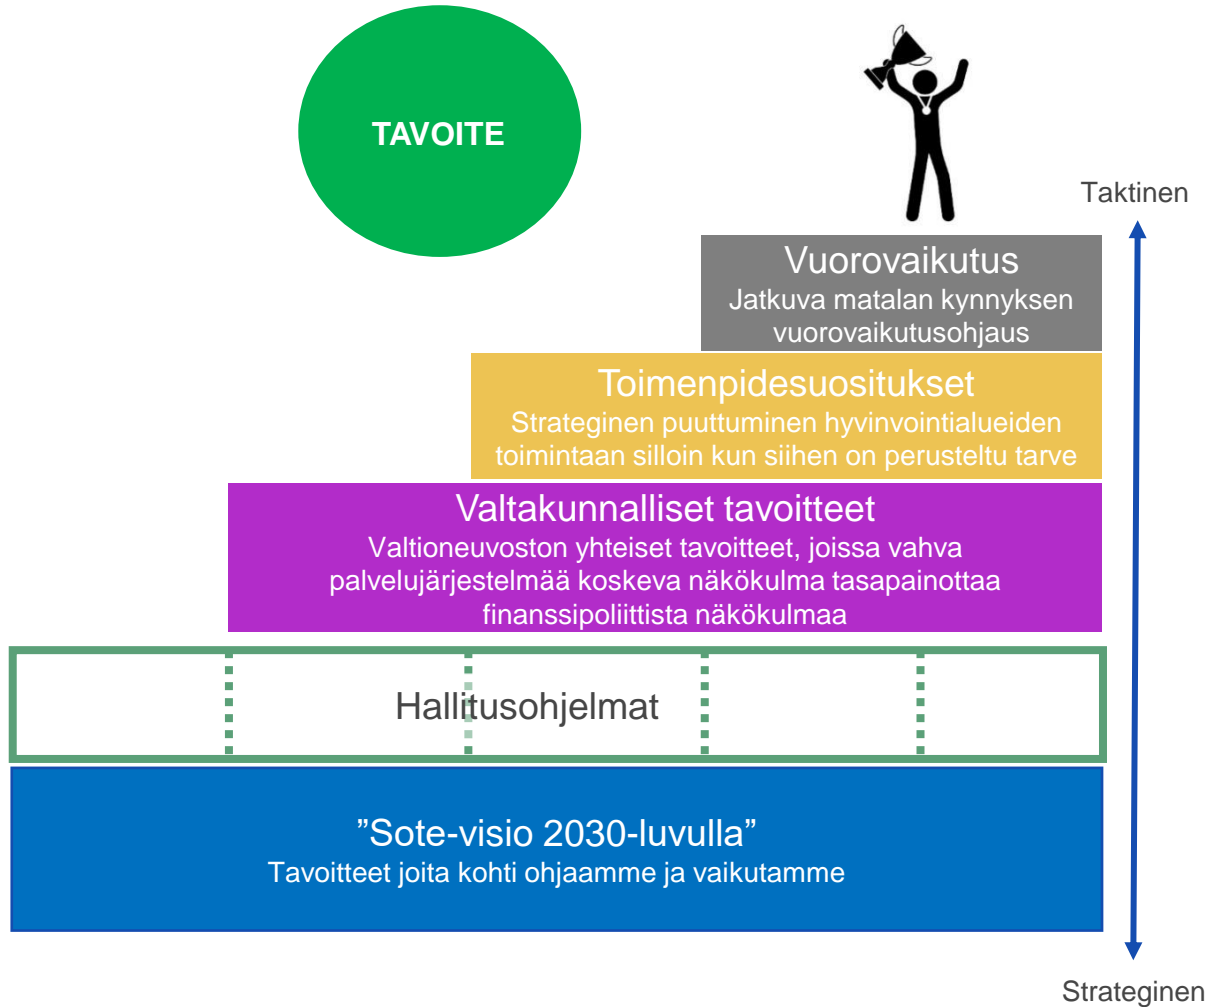 TAVOITE
Taktinen
Vuorovaikutus
Jatkuva matalan kynnyksen
vuorovaikutusohjaus
Toimenpidesuositukset
Strateginen puuttuminen hyvinvointialueiden
toimintaan silloin kun siihen on perusteltu tarve
Valtakunnalliset tavoitteet
Valtioneuvoston yhteiset tavoitteet, joissa vahva
palvelujärjestelmää koskeva näkökulma tasapainottaa
finanssipoliittista näkökulmaa
Hallitusohjelmat
”Sote-visio 2030-luvulla”
Tavoitteet joita kohti ohjaamme ja vaikutamme
Strateginen